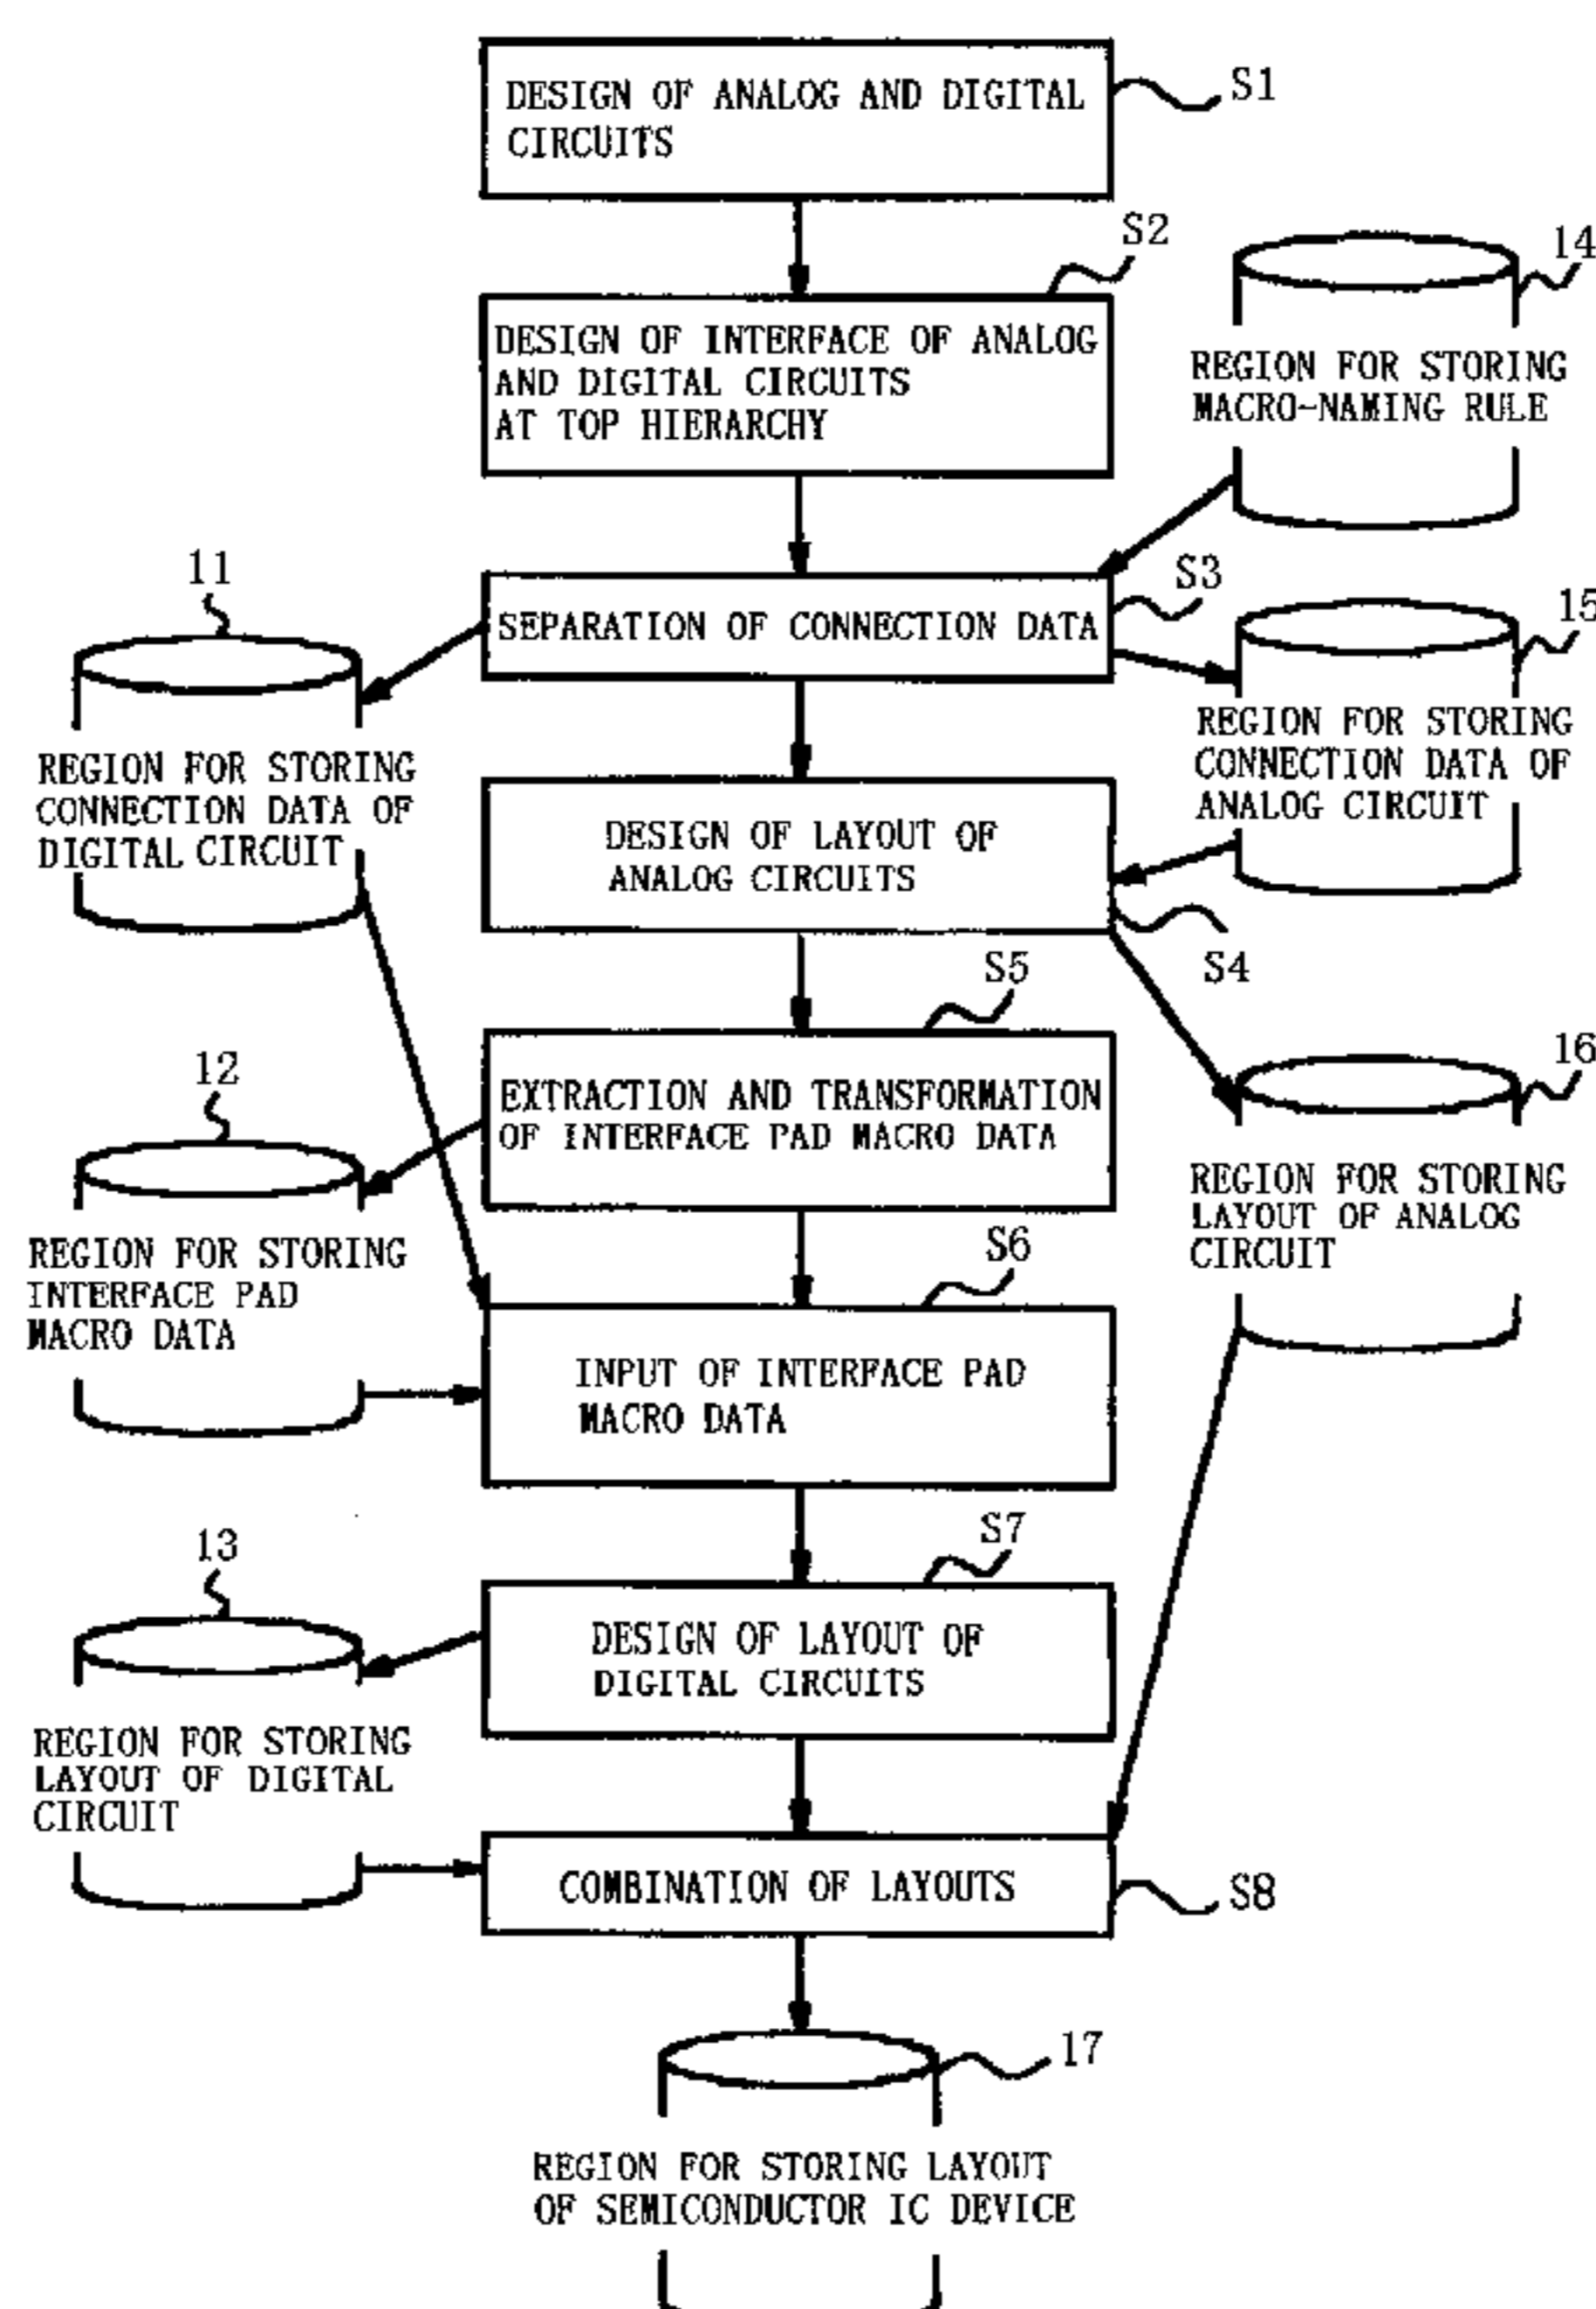 DESIGN OF ANALOG AND DIGITAL
CIRCUITS
S1
S2
DESIGN OF INTERFACE OF ANALOG
AND DIGITAL CIRCUITS
AT TOP HIERARCHY
14
REGION FOR STORING
MACRO-NAMING RULE
11
SEPARATION OF CONNECTION DATA
S3
15
REGION FOR STORING
CONNECTION DATA OF
DIGITAL CIRCUIT
REGION FOR STORING
CONNECTION DATA OF
ANALOG CIRCUIT
DESIGN OF LAYOUT OF
ANALOG CIRCUITS
S4
S5
12
EXTRACTION AND TRANSFORMATION
OF INTERFACE PAD MACRO DATA
16
REGION FOR STORING
LAYOUT OF ANALOG
CIRCUIT
REGION FOR STORING
INTERFACE PAD
MACRO DATA
S6
INPUT OF INTERFACE PAD
MACRO DATA
13
S7
DESIGN OF LAYOUT OF
DIGITAL CIRCUITS
REGION FOR STORING
LAYOUT OF DIGITAL
CIRCUIT
COMBINATION OF LAYOUTS
S8
17
REGION FOR STORING LAYOUT
OF SEMICONDUCTOR IC DEVICE